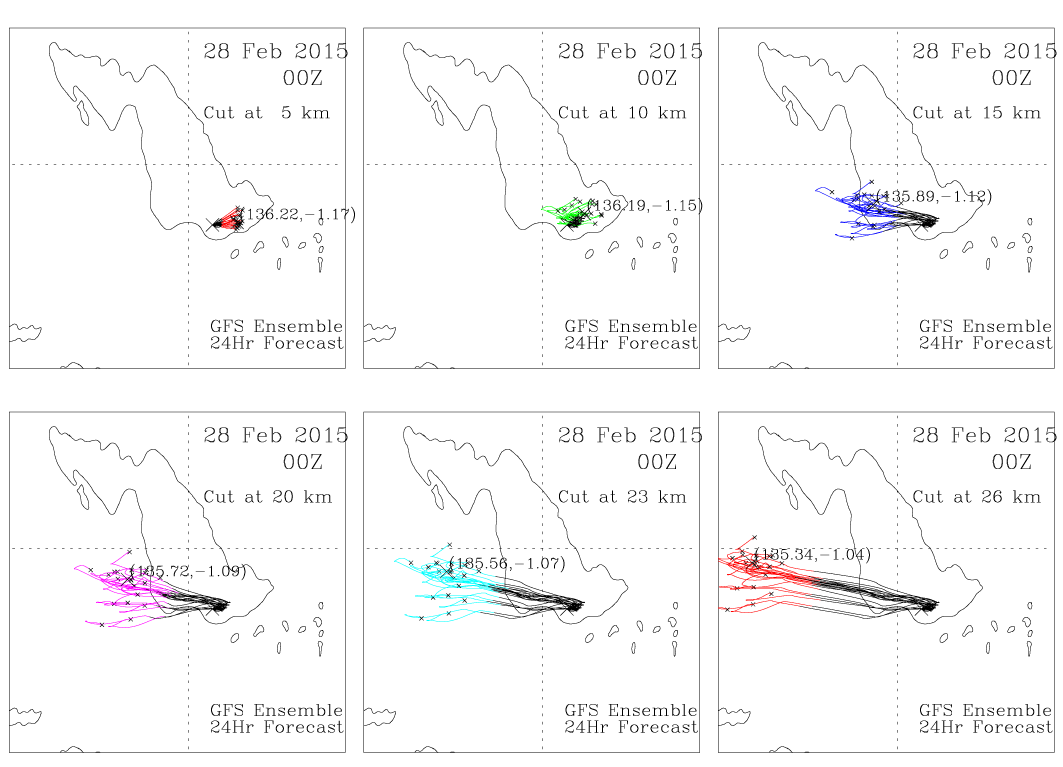 28 Feb 2015
00Z
Cut at  5 km
(136.22,-1.17)
GFS Ensemble
24Hr Forecast
28 Feb 2015
00Z
Cut at 10 km
(136.19,-1.15)
GFS Ensemble
24Hr Forecast
28 Feb 2015
00Z
Cut at 15 km
(135.89,-1.12)
GFS Ensemble
24Hr Forecast
28 Feb 2015
00Z
Cut at 20 km
(135.72,-1.09)
GFS Ensemble
24Hr Forecast
28 Feb 2015
00Z
Cut at 23 km
(135.56,-1.07)
GFS Ensemble
24Hr Forecast
28 Feb 2015
00Z
Cut at 26 km
(135.34,-1.04)
GFS Ensemble
24Hr Forecast